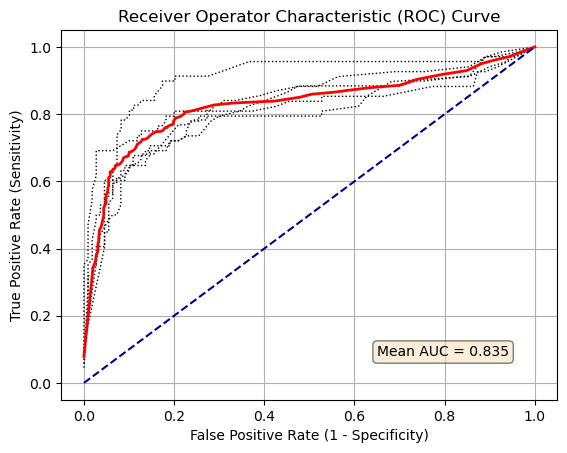 Receiver Operator Characteristic (ROC) Curve
True Positive Rate (Sensitivity)
1.0
0.8
0.6
0.4
0.2
0.0
Mean AUC = 0.835
0.0 0.2 0.4 0.6 0.8 1.0
False Positive Rate (1 - Specificity)